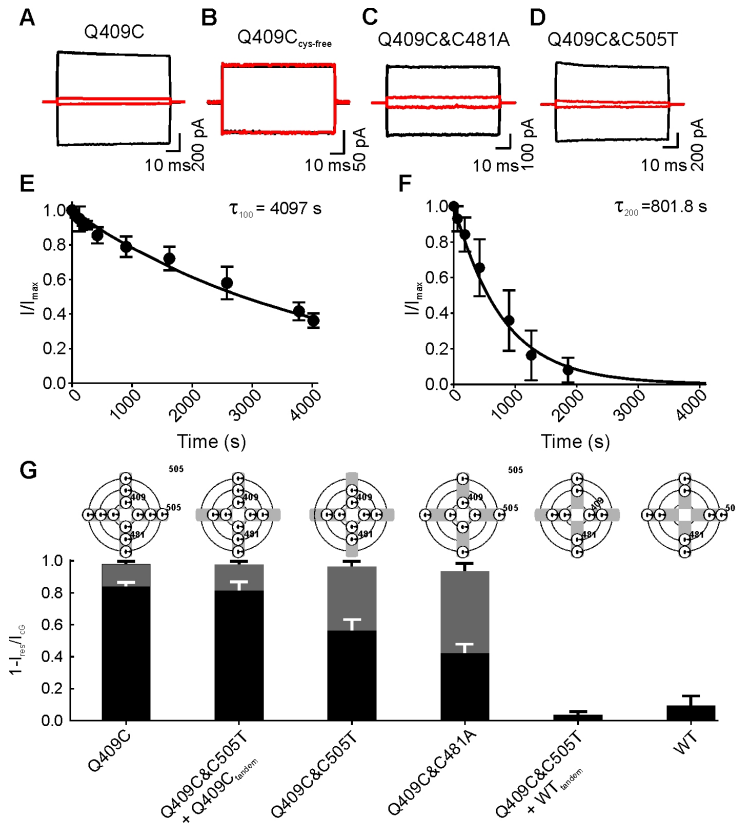 A B C D
Q409C Q409Ccys-free Q409C&C481A Q409C&C505T
10 ms 200 pA 10 ms 50 pA 10 ms 100 pA 10 ms 200 pA
E
τ100 = 4097 s
I/Imax
1.0
0.8
0.6
0.4
0.2
0.0
0 1000 2000 3000 4000
Time (s)
F
τ200 =801.8 s
I/Imax
1.0
0.8
0.6
0.4
0.2
0.0
0 1000 2000 3000 4000
Time (s)
G
505 505
C C C C C C
C 409 C 409 C 409 C 409 C C
C C 505 C C 409 C 505 C 50
C C C C C C C C C C C C C C C C C C C C C C C C C C C C C C C C
C 481 C 481 C 481 C 481 C C 481
C C C C C C
C C C C C C
1-Ires/IcG
1.0
0.8
0.6
0.4
0.2
0.0
Q409C
Q409C&C505T
+ Q409Ctandem
Q409C&C505T
Q409C&C481A
Q409C&C505T
+ WTtandem
WT